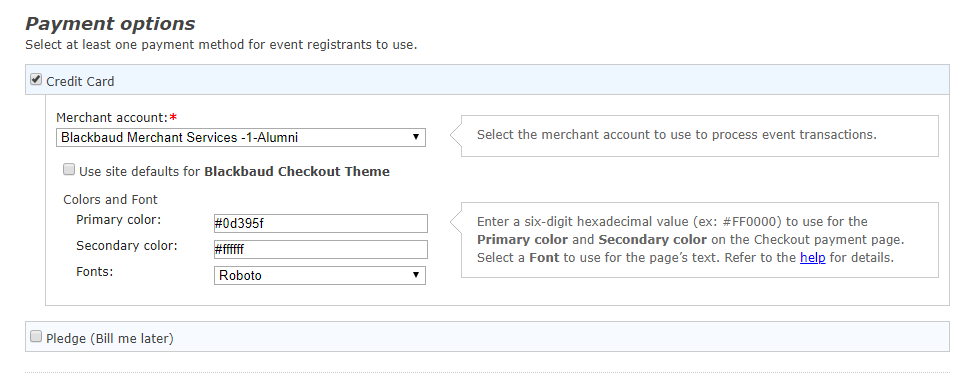 Payment options
Select at least one payment method for event registrants to use.
Credit Card
Merchant account:*
Blackbaud Merchant Services -1-Alumni
Select the merchant account to use to process event transactions.
Use site defaults for Blackbaud Checkout Theme
Colors and Font
Primary color:
#0d395f
Secondary color:
#ffffff
Fonts:
Roboto
Enter a six-digit hexadecimal value (ex: #FF0000) to use for the
Primary color and Secondary color on the Checkout payment page.
Select a Font to use for the page's text. Refer to the help for details.
Pledge (Bill me later)